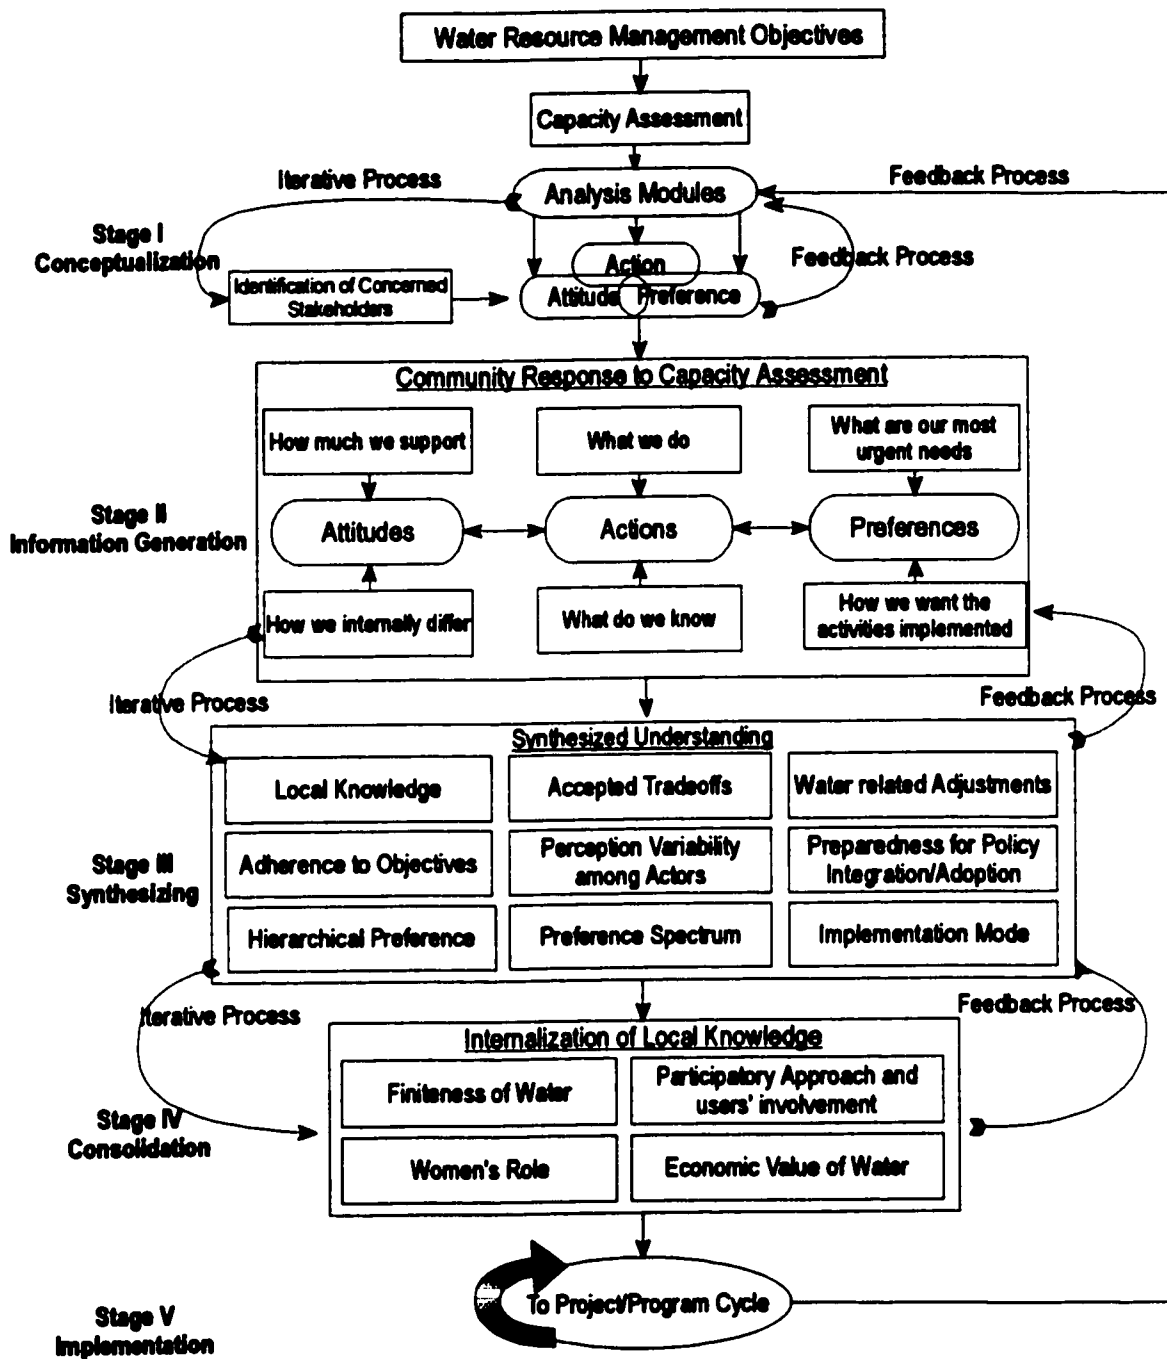 Water Resource Management Objectives
Capacity Assessment
Iterative Process
Feedback Process
Analysis Modules
Stage I
Conceptualization
Action
Feedback Process
Identification of Concerned
Stakeholders
Attitude
Preference
Community Response to Capacity Assessment
How much we support
What we do
What are our most
urgent needs
Stage II
Information Generation
Attitudes
Actions
Preferences
How we internally differ
What do we know
How we want the
activities implemented
Iterative Process
Feedback Process
Synthesized Understanding
Local Knowledge
Accepted Tradeoffs
Water related Adjustments
Stage III
Synthesizing
Adherence to Objectives
Perception Variability
among Actors
Preparedness for Policy
Integration/Adoption
Hierarchical Preference
Preference Spectrum
Implementation Mode
Iterative Process
Feedback Process
Internalization of Local Knowledge
Finiteness of Water
Participatory Approach and
users' involvement
Stage IV
Consolidation
Women's Role
Economic Value of Water
To Project/Program Cycle
Stage V
Implementation